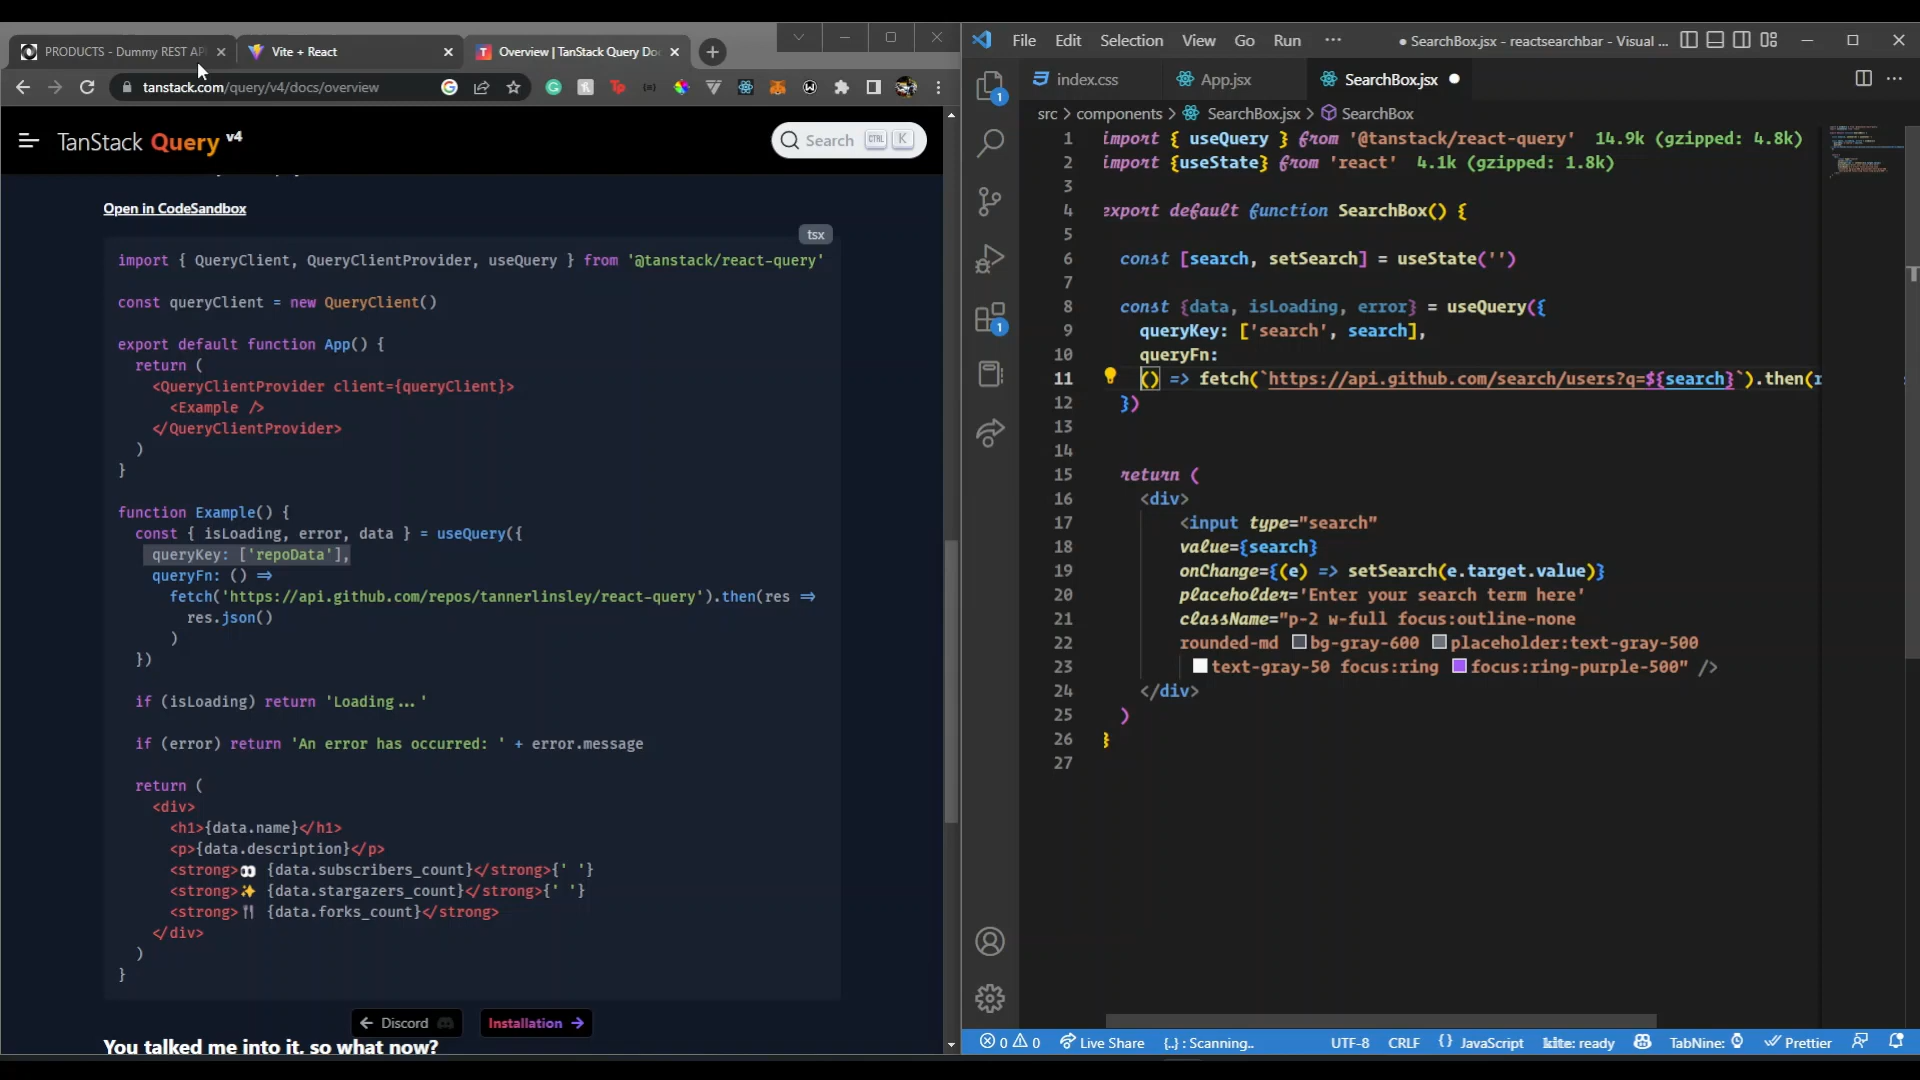 PRODUCTS - Dummy REST API
Vite + React
Overview | TanStack Query Do
tanstack.com/query/v4/docs/overview
TanStack Query v4
Search CTRL K
Open in CodeSandbox
tsx
import { QueryClient, QueryClientProvider, useQuery } from '@tanstack/react-query'
const queryClient = new QueryClient()
export default function App() {
return (
<QueryClientProvider client={queryClient}>
<Example />
</QueryClientProvider>
)
}
function Example() {
const { isLoading, error, data } = useQuery({
queryKey: ['repoData'],
queryFn: () =>
fetch('https://api.github.com/repos/tannerlinsley/react-query').then(res =>
res.json()
)
})
if (isLoading) return 'Loading...'
if (error) return 'An error has occurred: ' + error.message
return (
<div>
<h1>{data.name}</h1>
<p>{data.description}</p>
<strong>👀 {data.subscribers_count}</strong>{' '}
<strong>✨ {data.stargazers_count}</strong>{' '}
<strong>🍴 {data.forks_count}</strong>
</div>
)
}
← Discord
Installation →
You talked me into it, so what now?
File Edit Selection View Go Run ··· ● SearchBox.jsx - reactsearchbar - Visual ...
index.css
App.jsx
SearchBox.jsx
src > components > SearchBox.jsx > SearchBox
1
1
1 import { useQuery } from '@tanstack/react-query' 14.9k (gzipped: 4.8k)
2 import {useState} from 'react' 4.1k (gzipped: 1.8k)
3
4 export default function SearchBox() {
5
6 const [search, setSearch] = useState('')
7
8 const {data, isLoading, error} = useQuery({
9 queryKey: ['search', search],
10 queryFn:
11 () => fetch(`https://api.github.com/search/users?q=${search}`).then(r
12 })
13
14
15 return (
16 <div>
17 <input type="search"
18 value={search}
19 onChange={(e) => setSearch(e.target.value)}
20 placeholder='Enter your search term here'
21 className="p-2 w-full focus:outline-none
22 rounded-md bg-gray-600 placeholder:text-gray-500
23 text-gray-50 focus:ring focus:ring-purple-500" />
24 </div>
25 )
26 }
27
0 0 Live Share {..} : Scanning.. UTF-8 CRLF {} JavaScript kite: ready TabNine: Prettier